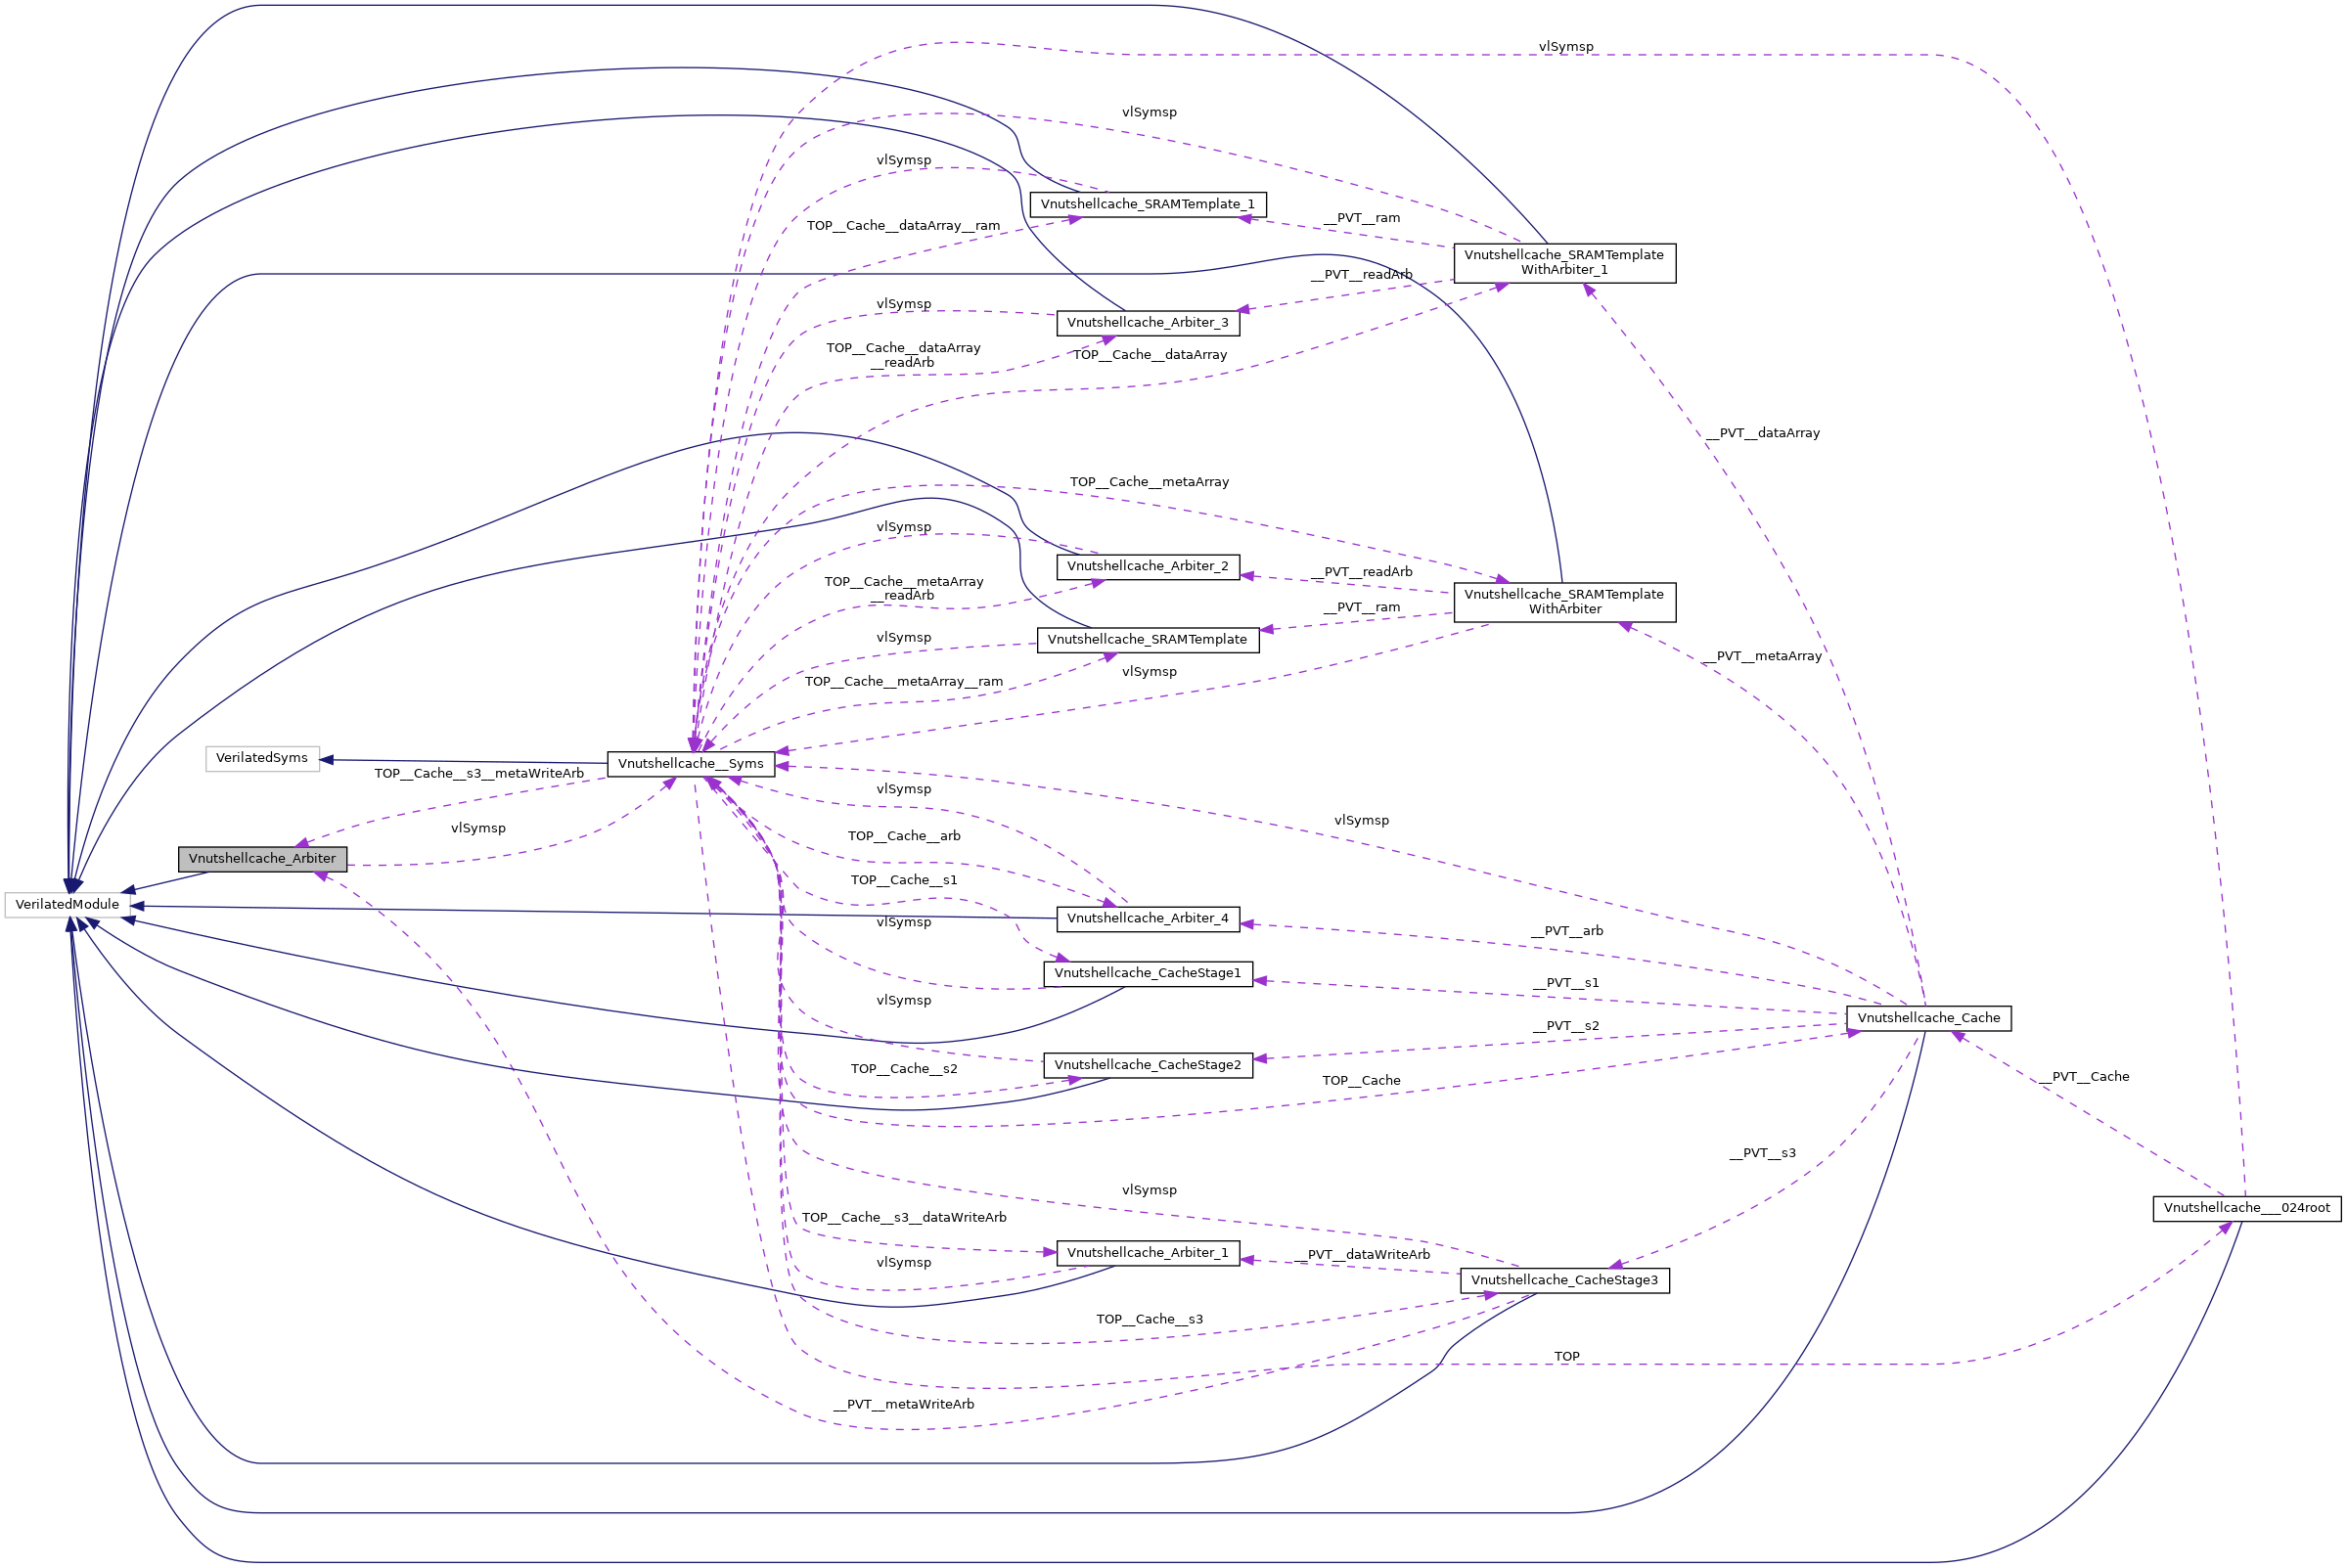 vlSymsp
vlSymsp
vlSymsp
Vnutshellcache_SRAMTemplate_1
__PVT__ram
TOP__Cache__dataArray__ram
Vnutshellcache_SRAMTemplate
WithArbiter_1
__PVT__readArb
vlSymsp
Vnutshellcache_Arbiter_3
TOP__Cache__dataArray
__readArb
TOP__Cache__dataArray
__PVT__dataArray
TOP__Cache__metaArray
vlSymsp
Vnutshellcache_Arbiter_2
__PVT__readArb
TOP__Cache__metaArray
__readArb
Vnutshellcache_SRAMTemplate
WithArbiter
__PVT__ram
vlSymsp
Vnutshellcache_SRAMTemplate
__PVT__metaArray
vlSymsp
TOP__Cache__metaArray__ram
VerilatedSyms
Vnutshellcache__Syms
TOP__Cache__s3__metaWriteArb
vlSymsp
vlSymsp
vlSymsp
TOP__Cache__arb
Vnutshellcache_Arbiter
TOP__Cache__s1
VerilatedModule
vlSymsp
Vnutshellcache_Arbiter_4
__PVT__arb
Vnutshellcache_CacheStage1
__PVT__s1
vlSymsp
Vnutshellcache_Cache
__PVT__s2
Vnutshellcache_CacheStage2
TOP__Cache__s2
TOP__Cache
__PVT__Cache
__PVT__s3
vlSymsp
Vnutshellcache___024root
TOP__Cache__s3__dataWriteArb
Vnutshellcache_Arbiter_1
__PVT__dataWriteArb
vlSymsp
Vnutshellcache_CacheStage3
TOP__Cache__s3
TOP
__PVT__metaWriteArb